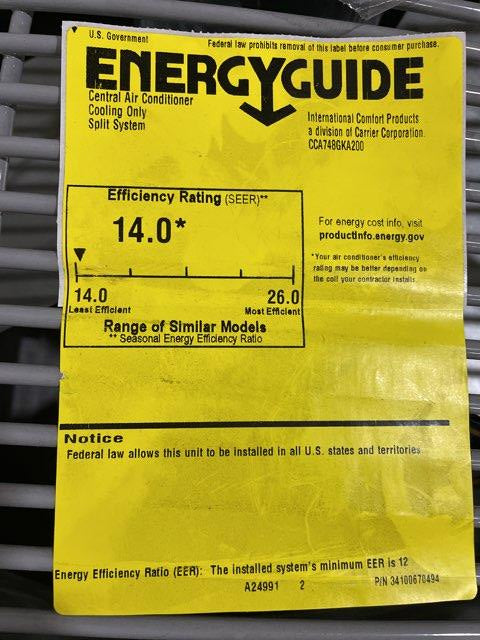 U.S. Government
Federal law prohibits removal of this label before consumer purchase.
ENERGYGUIDE
Central Air Conditioner
Cooling Only
Split System
International Comfort Products
a division of Carrier Corporation.
CCA748GKA200
Efficiency Rating (SEER)**
14.0*
For energy cost info, visit
productinfo.energy.gov
*Your air conditioner's efficiency
rating may be better depending on
the coil your contractor installs.
14.0
26.0
Least Efficient
Most Efficient
Range of Similar Models
** Seasonal Energy Efficiency Ratio
Notice
Federal law allows this unit to be installed in all U.S. states and territories.
Energy Efficiency Ratio (EER): The installed system's minimum EER is 12
A24991 2
P/N 34100670494